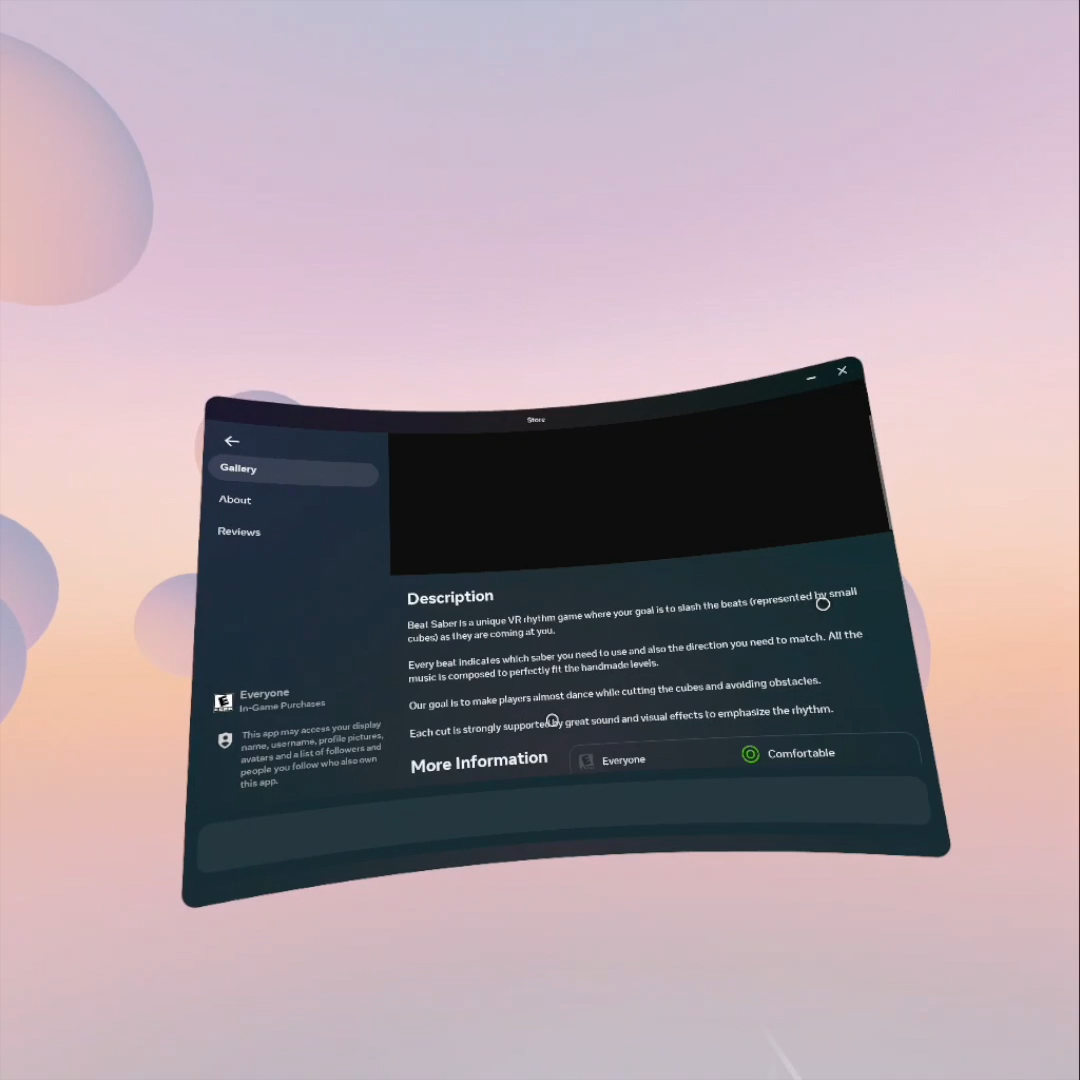 Store
Gallery
About
Reviews
Everyone
In-Game Purchases
This app may access your display
name, username, profile pictures,
avatars and a list of followers and
people you follow who also own
this app.
Description
Beat Saber is a unique VR rhythm game where your goal is to slash the beats (represented by small
cubes) as they are coming at you.
Every beat indicates which saber you need to use and also the direction you need to match. All the
music is composed to perfectly fit the handmade levels.
Our goal is to make players almost dance while cutting the cubes and avoiding obstacles.
Each cut is strongly supported by great sound and visual effects to emphasize the rhythm.
More Information
E Everyone
Comfortable